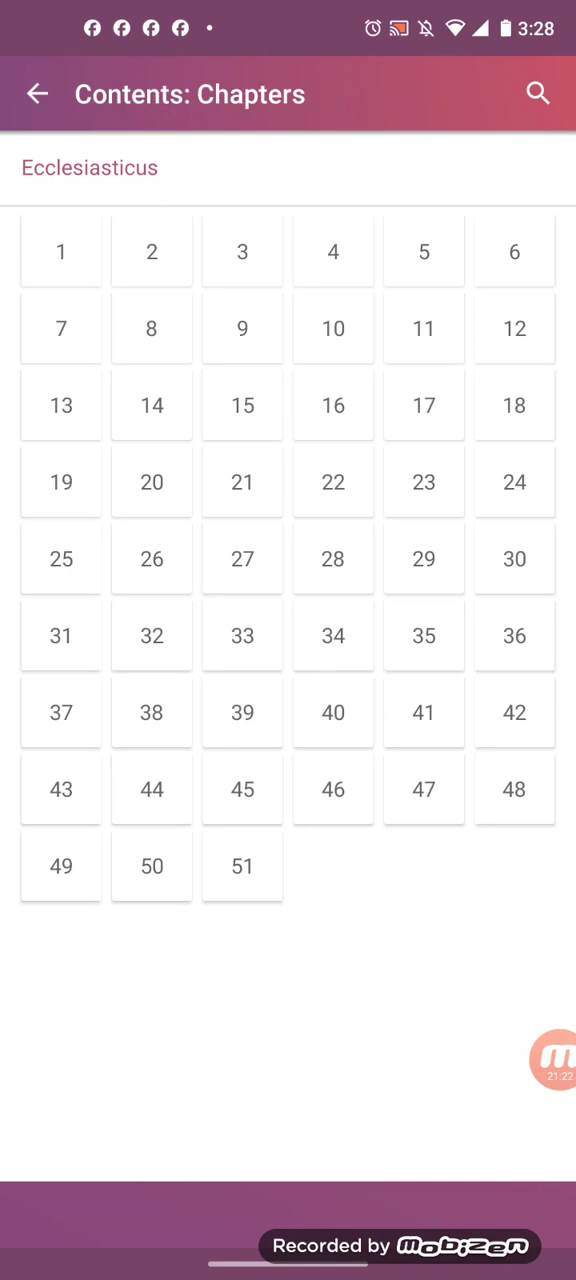 3:28
Contents: Chapters
Ecclesiasticus
1 2 3 4 5 6
7 8 9 10 11 12
13 14 15 16 17 18
19 20 21 22 23 24
25 26 27 28 29 30
31 32 33 34 35 36
37 38 39 40 41 42
43 44 45 46 47 48
49 50 51
21:22
Recorded by mobizen